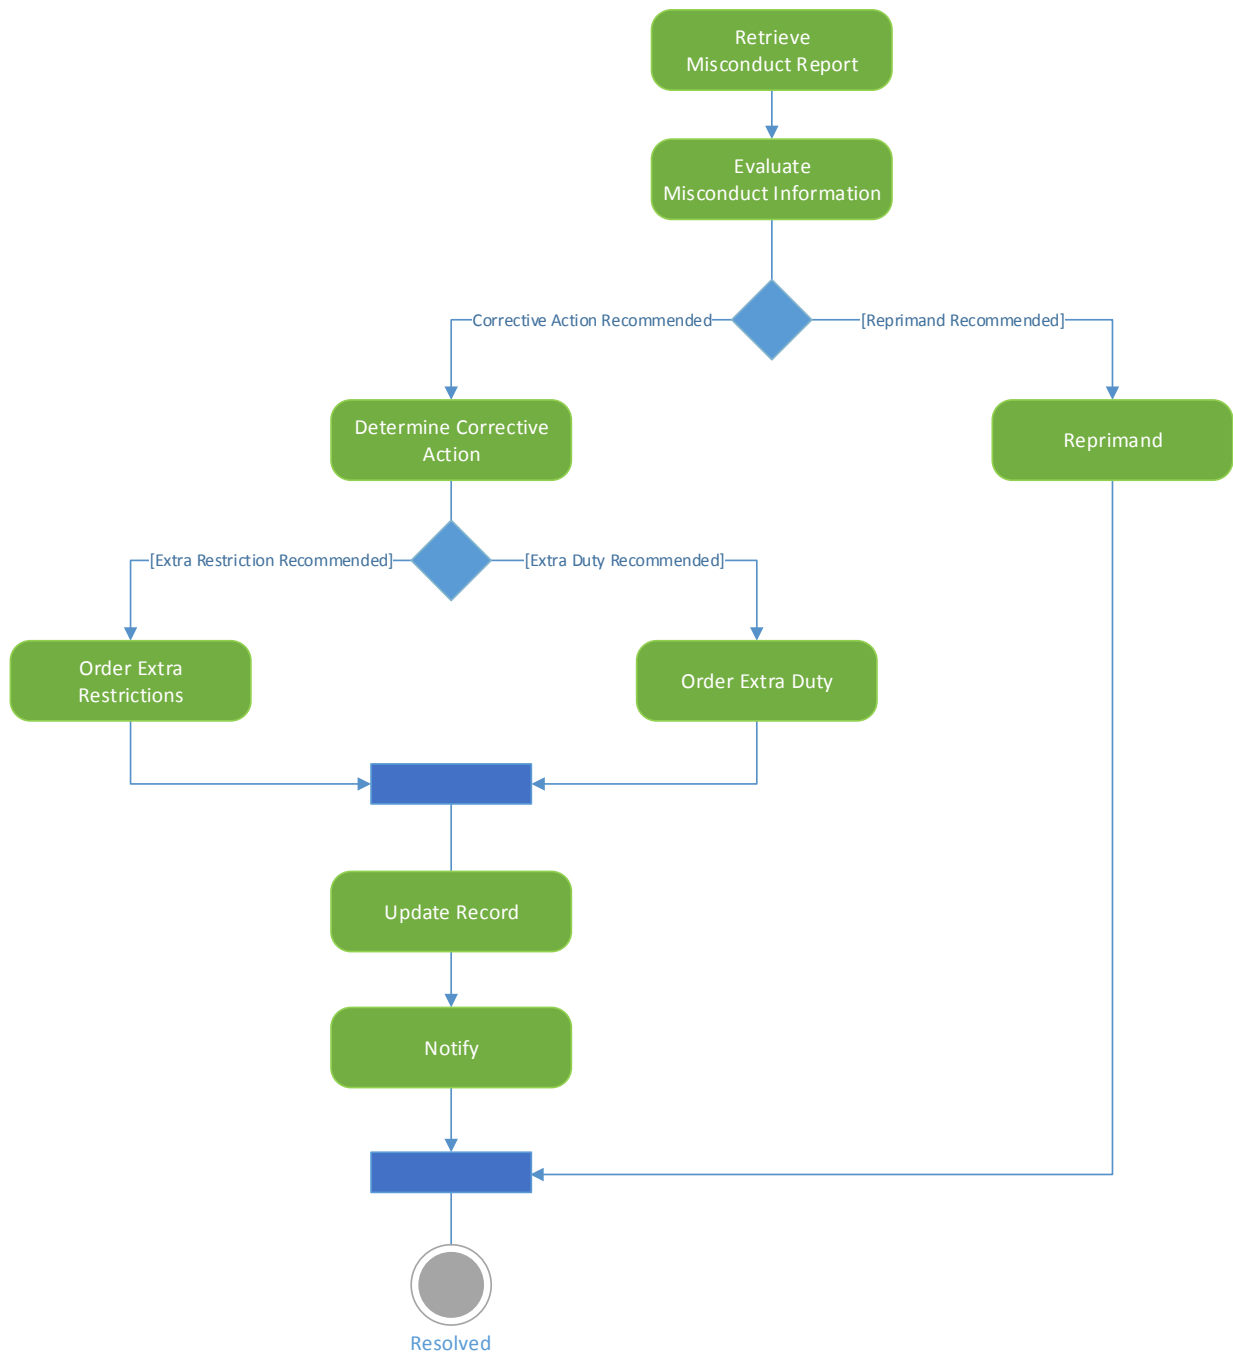 Retrieve
Misconduct Report
Evaluate
Misconduct Information
Corrective Action Recommended
[Reprimand Recommended]
Determine Corrective
Action
Reprimand
[Extra Restriction Recommended]
[Extra Duty Recommended]
Order Extra
Restrictions
Order Extra Duty
Update Record
Notify
Resolved